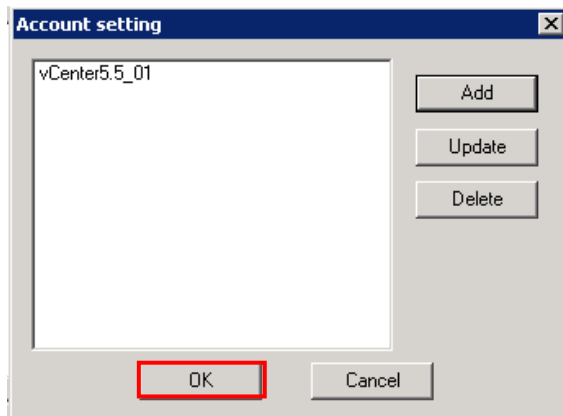 Account setting
vCenter5.5_01
Add
Update
Delete
OK
Cancel